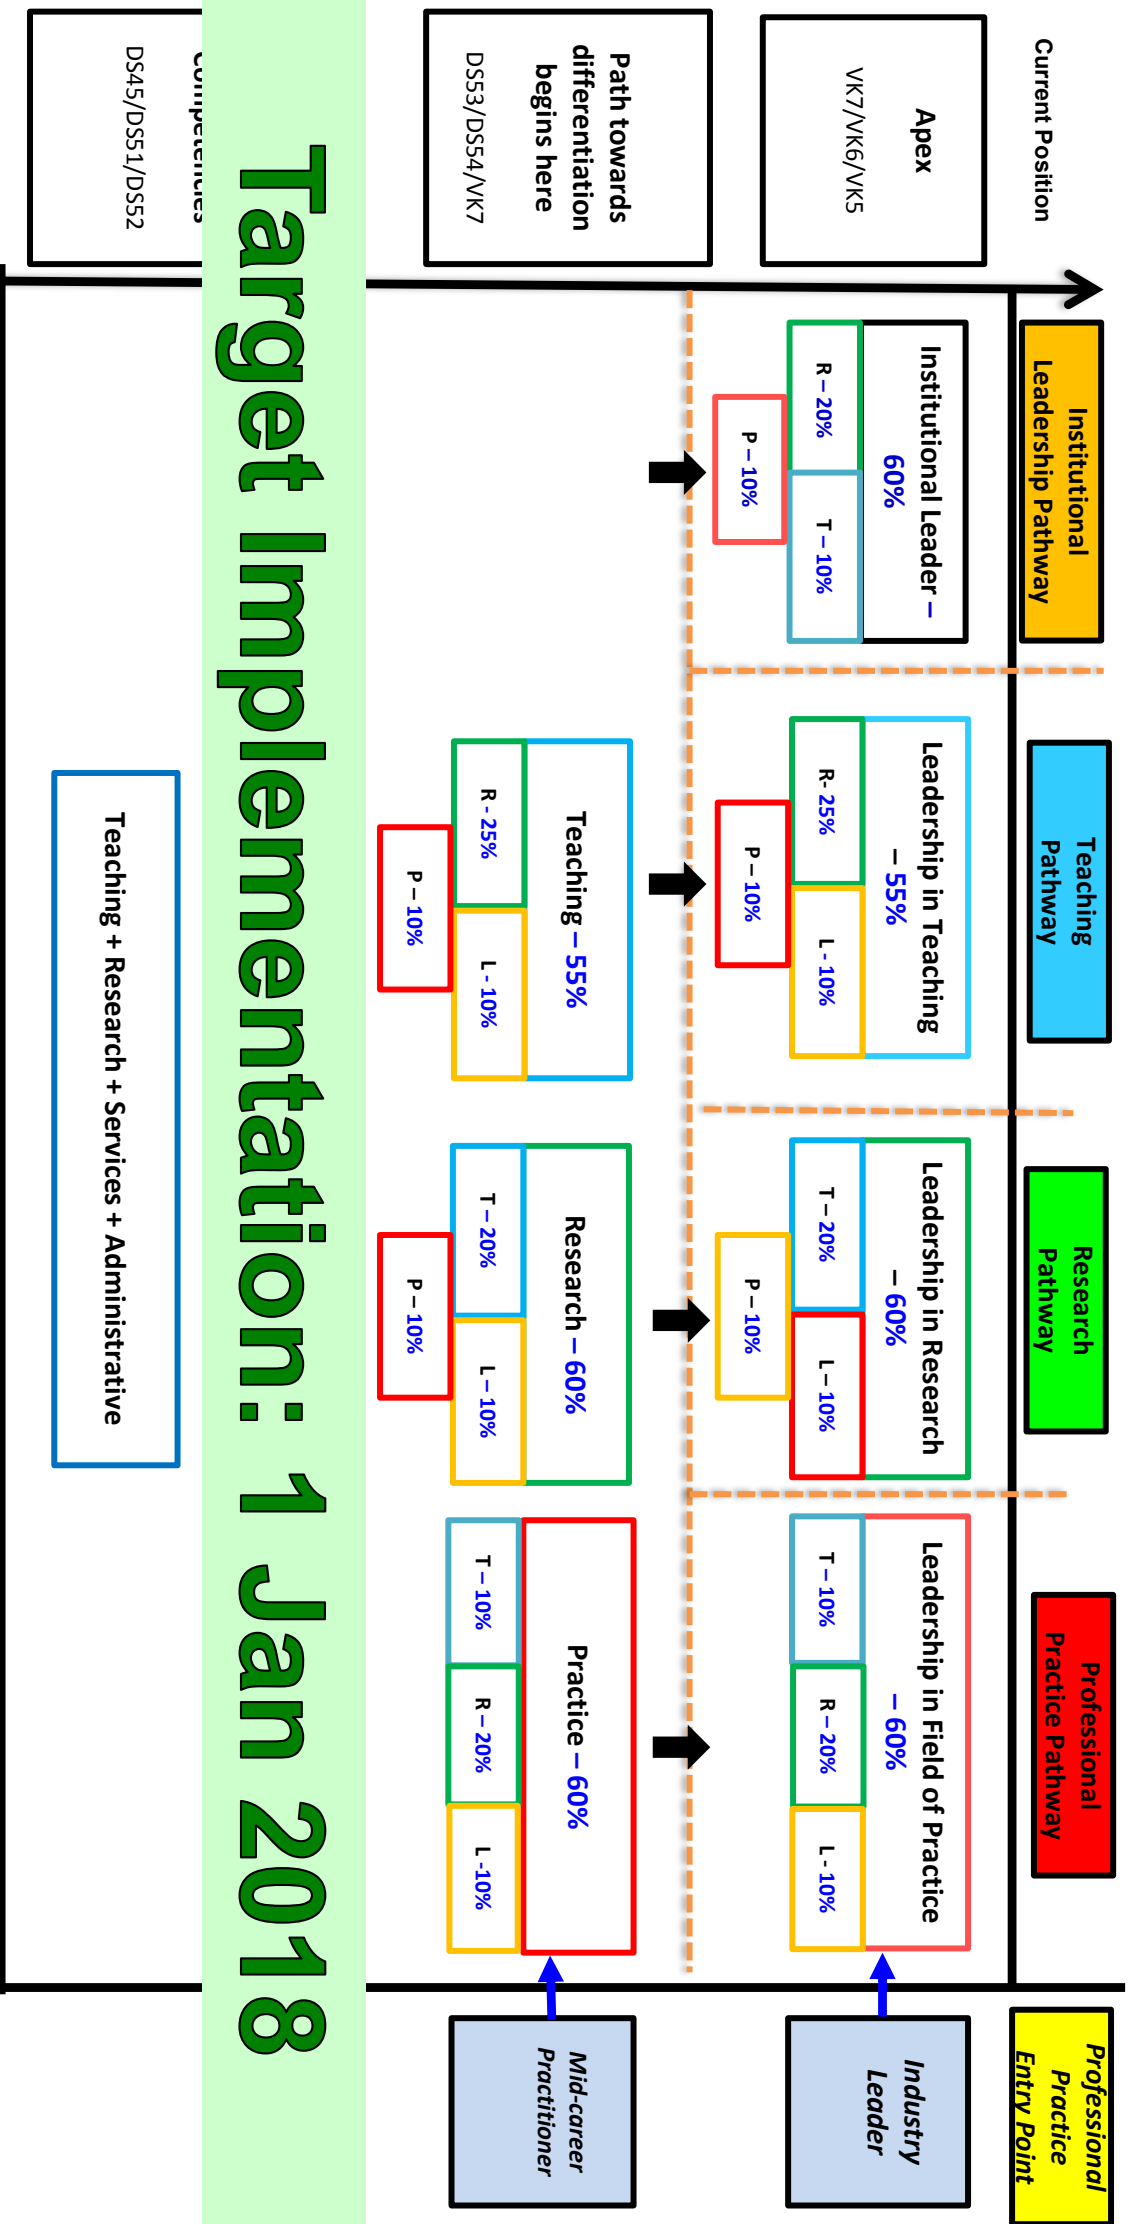 Current Position
Institutional
Leadership Pathway
Teaching
Pathway
Research
Pathway
Professional
Practice Pathway
Professional
Practice
Entry Point
Apex
VK7/VK6/VK5
Institutional Leader –
60%
R – 20%
T – 10%
P – 10%
Leadership in Teaching
– 55%
R- 25%
L - 10%
P – 10%
Leadership in Research
– 60%
T – 20%
L – 10%
P – 10%
Leadership in Field of Practice
– 60%
T – 10%
R – 20%
L - 10%
Industry
Leader
Path towards
differentiation
begins here
DS53/DS54/VK7
Teaching – 55%
R - 25%
L - 10%
P – 10%
Research – 60%
T – 20%
L – 10%
P – 10%
Practice – 60%
T – 10%
R – 20%
L -10%
Mid-career
Practitioner
Target Implementation: 1 Jan 2018
Competencies
DS45/DS51/DS52
Teaching + Research + Services + Administrative